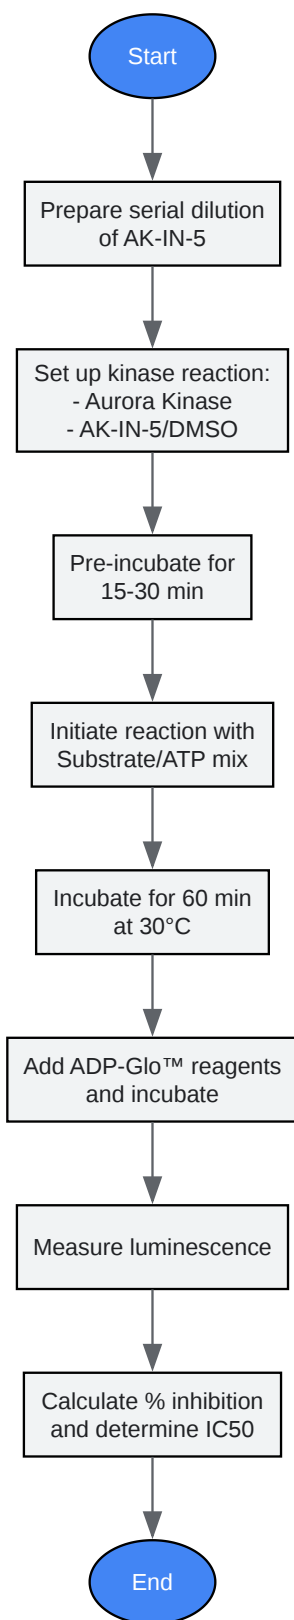 Start
Prepare serial dilution
of AK-IN-5
Set up kinase reaction:
- Aurora Kinase
- AK-IN-5/DMSO
Pre-incubate for
15-30 min
Initiate reaction with
Substrate/ATP mix
Incubate for 60 min
at 30°C
Add ADP-Glo™ reagents
and incubate
Measure luminescence
Calculate % inhibition
and determine IC50
End